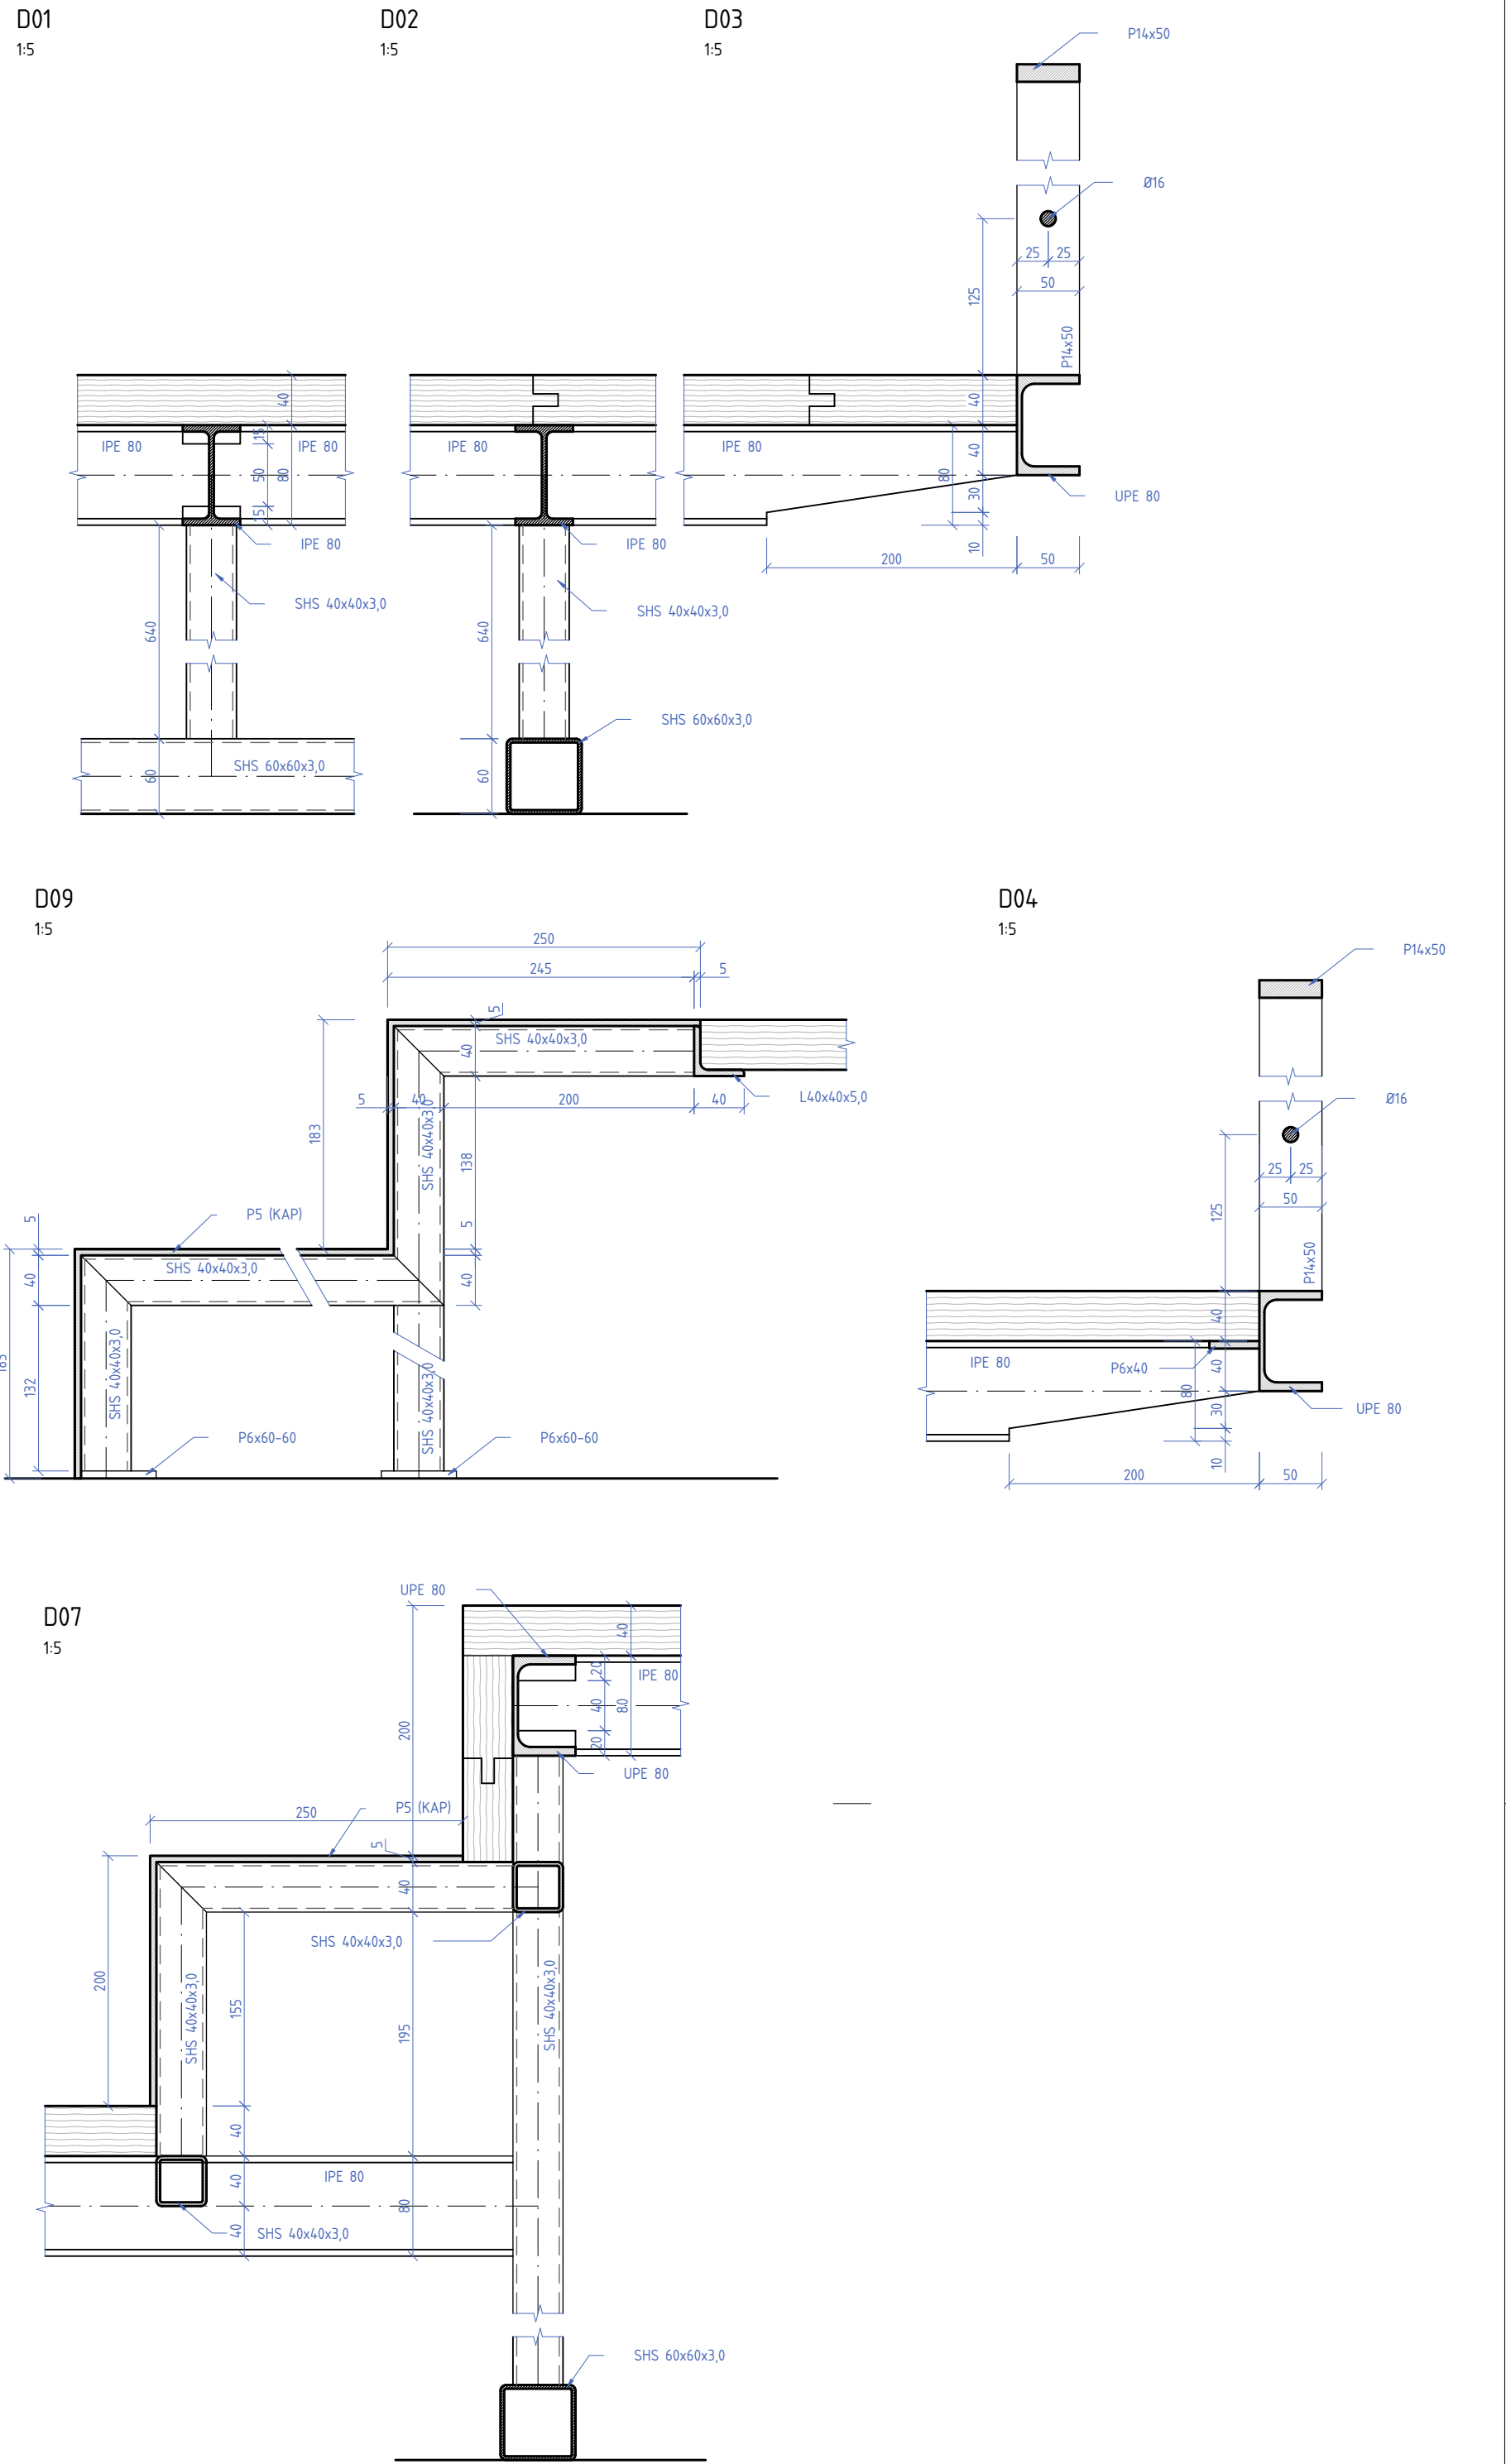 D01
1:5
D02
1:5
D03
1:5
P14x50
Ø16
25
25
50
125
P14x50
40
40
30
10
80
IPE 80
UPE 80
200
50
IPE 80
IPE 80
15
50
15
40
80
IPE 80
SHS 40x40x3,0
640
60
SHS 60x60x3,0
IPE 80
IPE 80
SHS 40x40x3,0
640
60
SHS 60x60x3,0
D09
1:5
250
245
5
5
SHS 40x40x3,0
40
5
40
200
40
L40x40x5,0
183
SHS 40x40x3,0
138
5
40
P5 (KAP)
SHS 40x40x3,0
5
40
132
183
SHS 40x40x3,0
SHS 40x40x3,0
P6x60-60
P6x60-60
D04
1:5
P14x50
Ø16
25
25
50
125
P14x50
40
40
30
10
80
IPE 80
P6x40
UPE 80
200
50
D07
1:5
UPE 80
40
20
40
20
80
IPE 80
UPE 80
200
250
P5 (KAP)
5
40
SHS 40x40x3,0
200
SHS 40x40x3,0
155
195
SHS 40x40x3,0
40
40
40
IPE 80
80
SHS 40x40x3,0
SHS 60x60x3,0